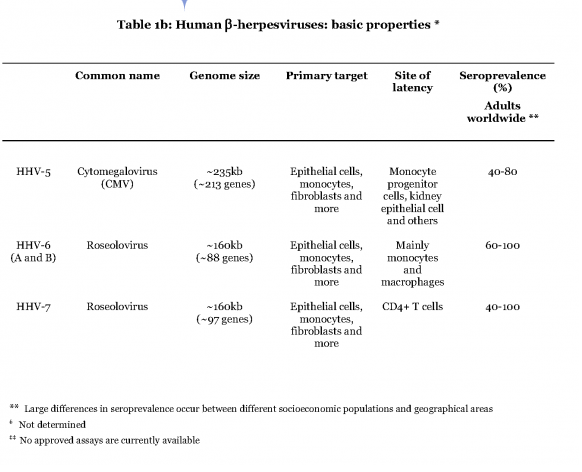 Table 1b: Human β-herpesviruses: basic properties *
Common name Genome size Primary target Site of Seroprevalence
latency (%)
Adults
worldwide **
HHV-5 Cytomegalovirus ~235kb Epithelial cells, Monocyte 40-80
(CMV) (~213 genes) monocytes, progenitor
fibroblasts and cells, kidney
more epithelial cell
and others
HHV-6 Roseolovirus ~160kb Epithelial cells, Mainly 60-100
(A and B) (~88 genes) monocytes, monocytes
fibroblasts and and
more macrophages
HHV-7 Roseolovirus ~160kb Epithelial cells, CD4+ T cells 40-100
(~97 genes) monocytes,
fibroblasts and
more
** Large differences in seroprevalence occur between different socioeconomic populations and geographical areas
‡ Not determined
‡‡ No approved assays are currently available